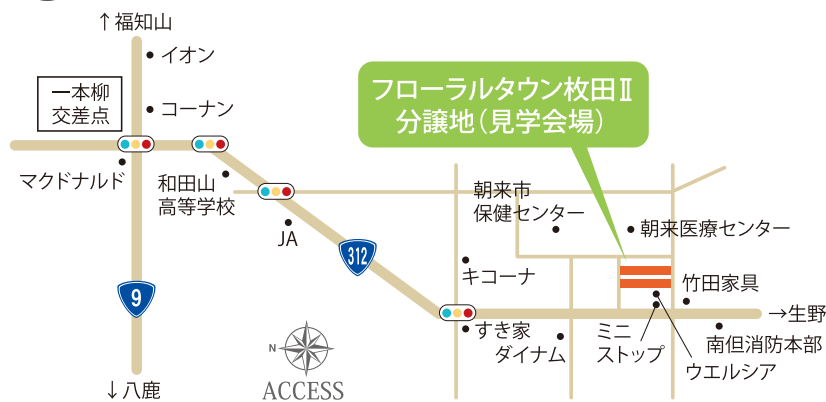 ↑福知山
イオン
一本柳
交差点
コーナン
フローラルタウン枚田Ⅱ
分譲地（見学会場）
マクドナルド
和田山
高等学校
朝来市
保健センター
朝来医療センター
JA
312
キコーナ
竹田家具
9
→生野
すき家
ダイナム
ミニ
ストップ
南但消防本部
ウエルシア
N
ACCESS
↓八鹿